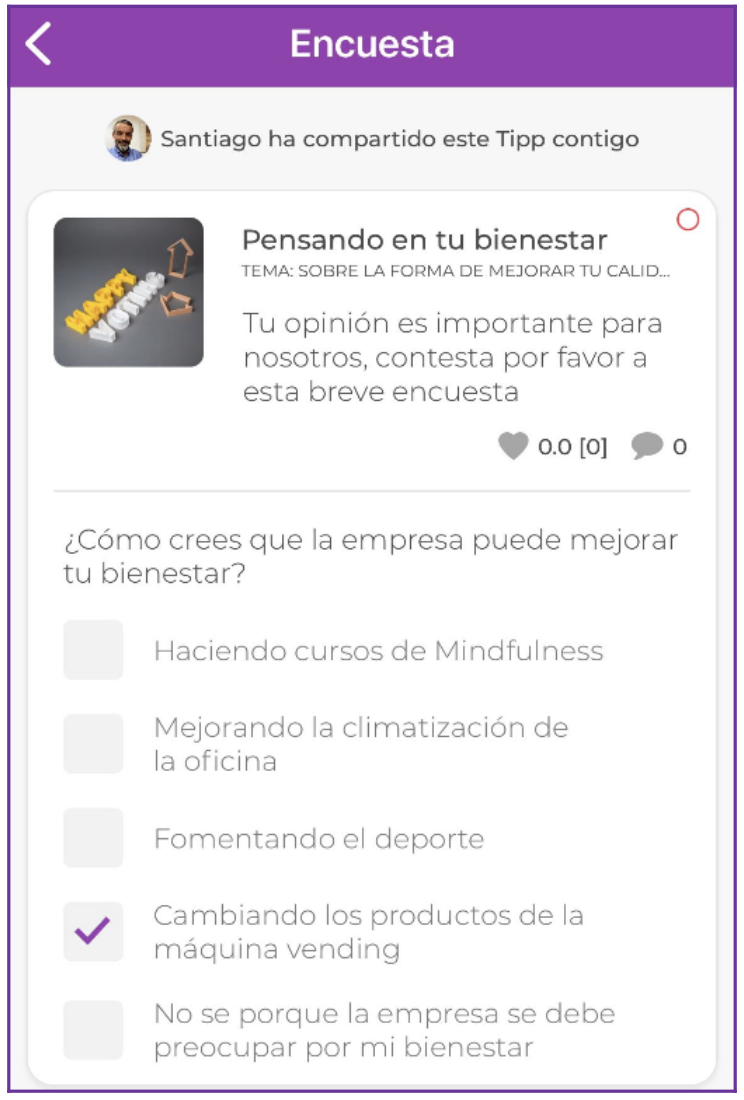 Encuesta
Santiago ha compartido este Tipp contigo
Pensando en tu bienestar
TEMA: SOBRE LA FORMA DE MEJORAR TU CALID...
Tu opinión es importante para
nosotros, contesta por favor a
esta breve encuesta
0.0 [0] 0
¿Cómo crees que la empresa puede mejorar
tu bienestar?
Haciendo cursos de Mindfulness
Mejorando la climatización de
la oficina
Fomentando el deporte
Cambiando los productos de la
máquina vending
No se porque la empresa se debe
preocupar por mi bienestar